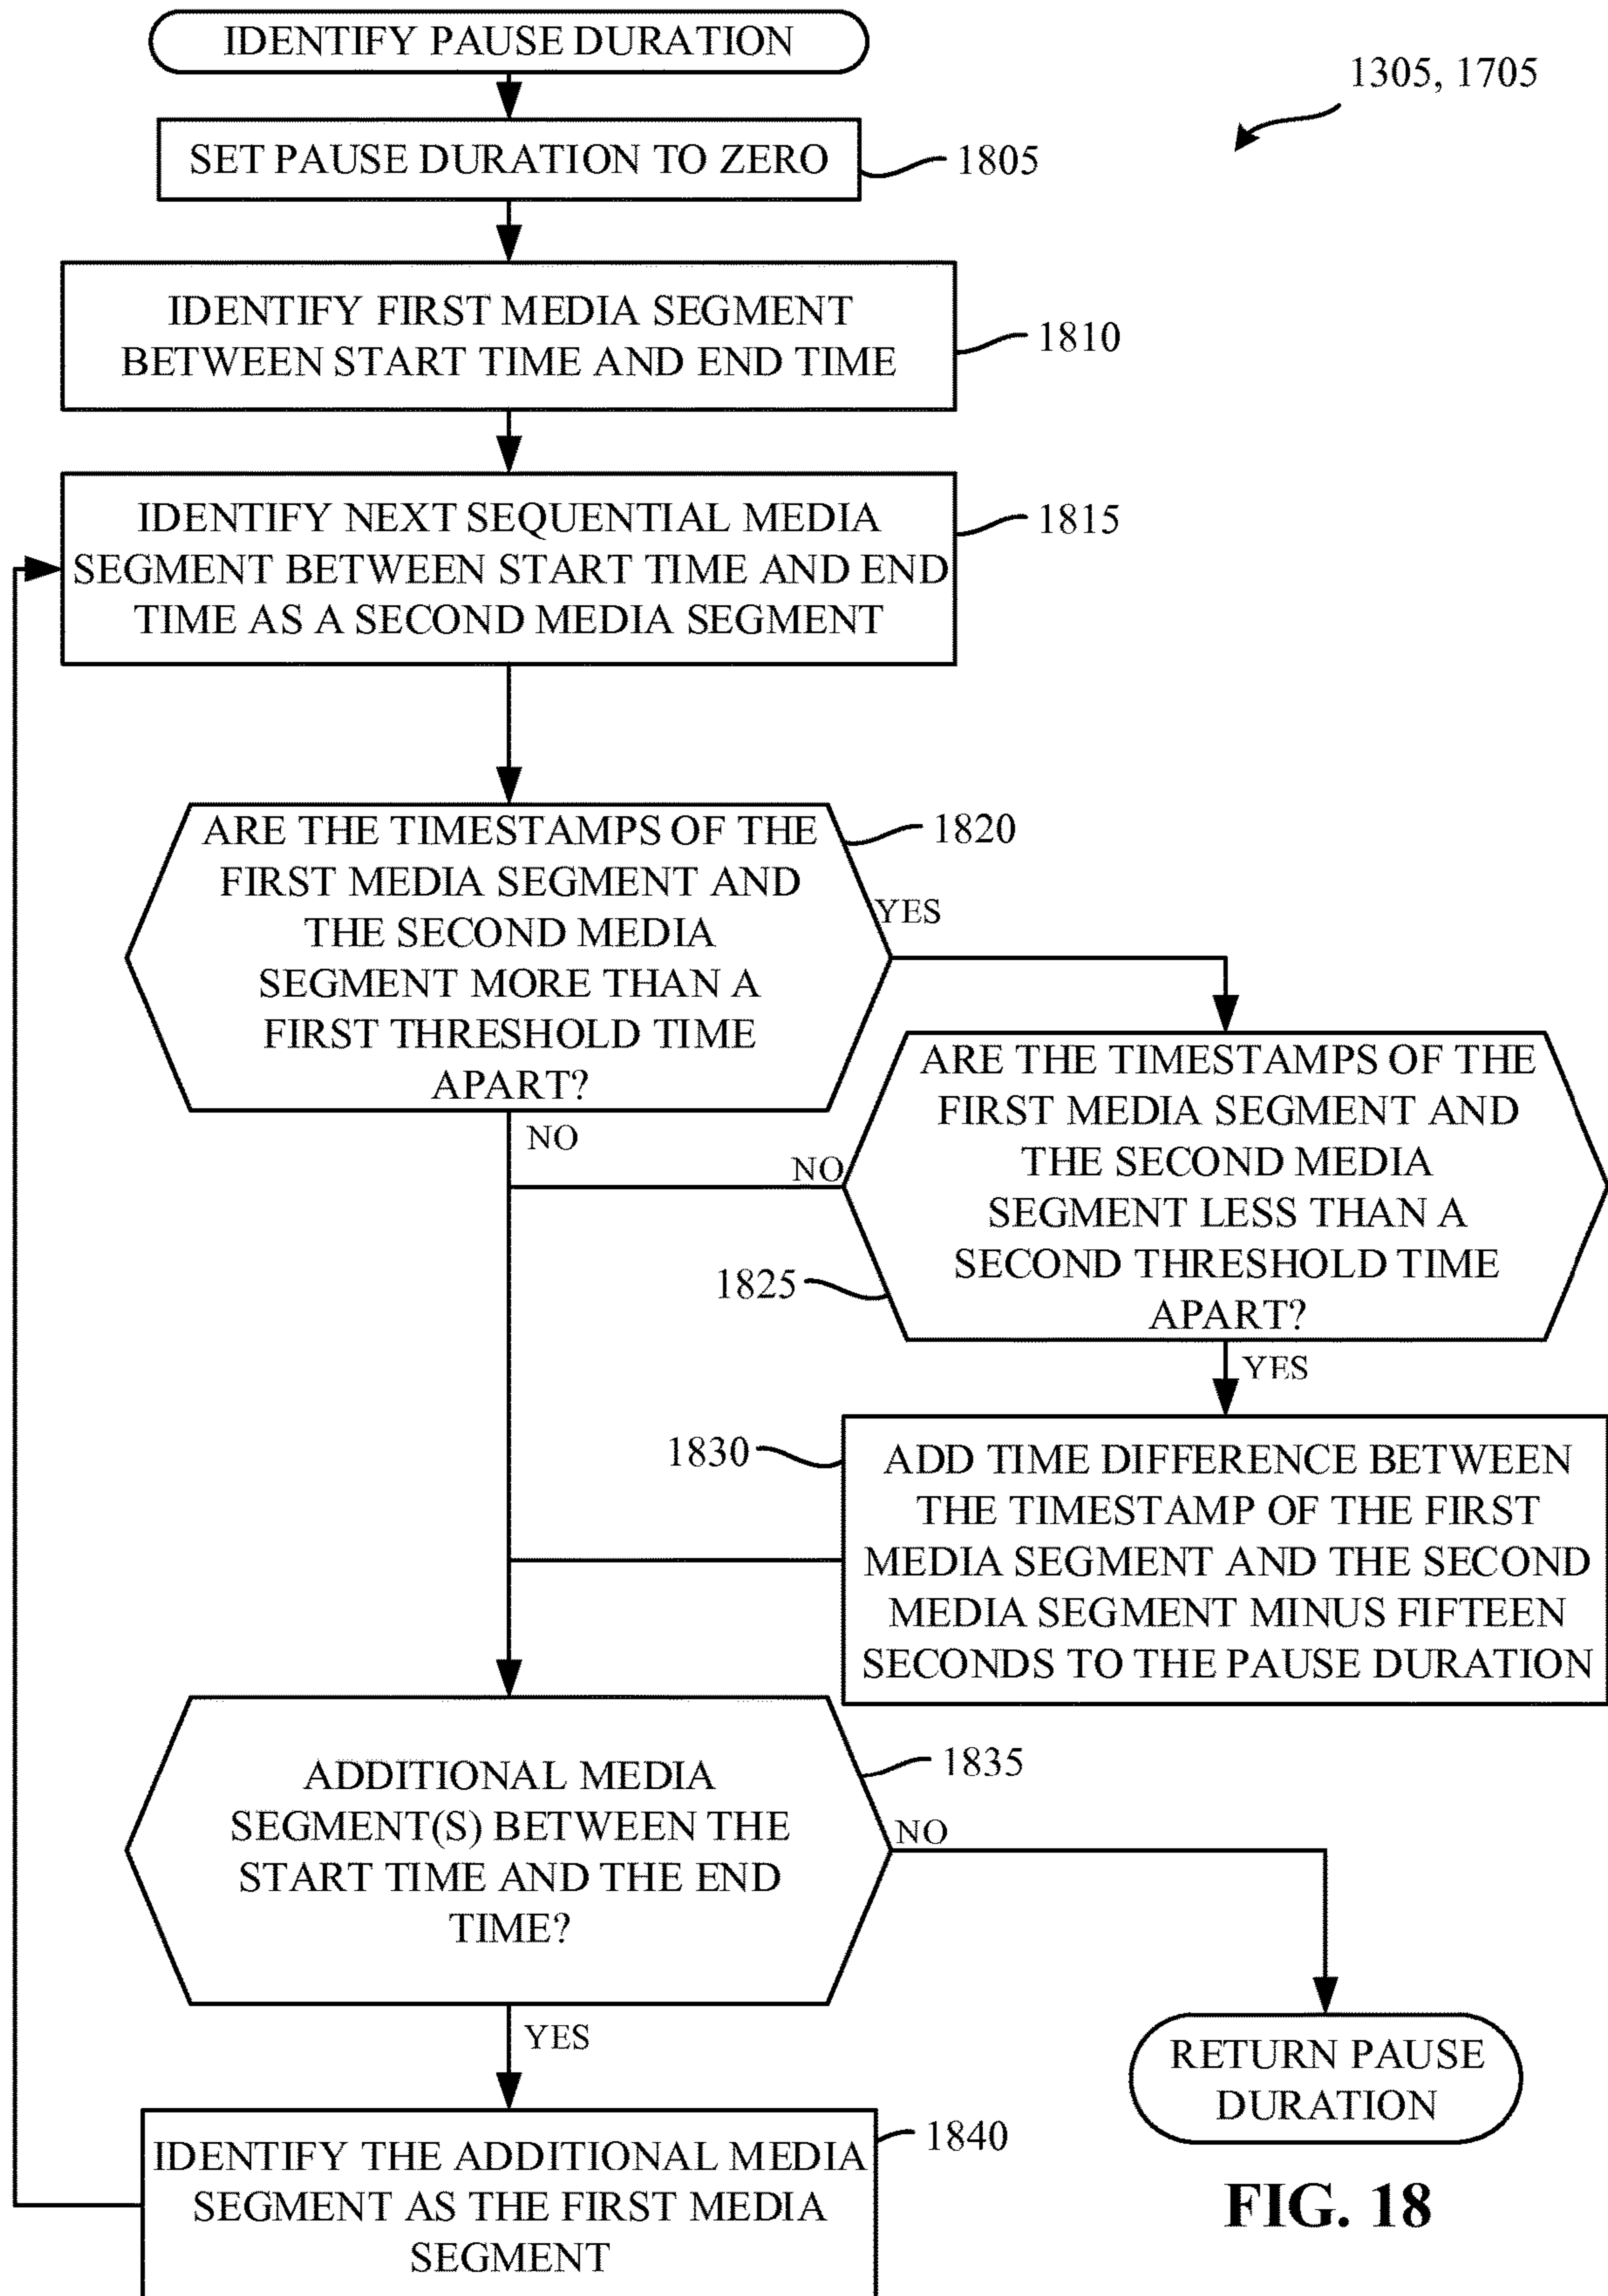 IDENTIFY PAUSE DURATION
1305, 1705
SET PAUSE DURATION TO ZERO
1805
IDENTIFY FIRST MEDIA SEGMENT
BETWEEN START TIME AND END TIME
1810
IDENTIFY NEXT SEQUENTIAL MEDIA
SEGMENT BETWEEN START TIME AND END
TIME AS A SECOND MEDIA SEGMENT
1815
ARE THE TIMESTAMPS OF THE
FIRST MEDIA SEGMENT AND
THE SECOND MEDIA
SEGMENT MORE THAN A
FIRST THRESHOLD TIME
APART?
1820
YES
NO
ARE THE TIMESTAMPS OF THE
FIRST MEDIA SEGMENT AND
THE SECOND MEDIA
SEGMENT LESS THAN A
SECOND THRESHOLD TIME
APART?
NO
1825
YES
1830
ADD TIME DIFFERENCE BETWEEN
THE TIMESTAMP OF THE FIRST
MEDIA SEGMENT AND THE SECOND
MEDIA SEGMENT MINUS FIFTEEN
SECONDS TO THE PAUSE DURATION
ADDITIONAL MEDIA
SEGMENT(S) BETWEEN THE
START TIME AND THE END
TIME?
1835
NO
YES
RETURN PAUSE
DURATION
IDENTIFY THE ADDITIONAL MEDIA
SEGMENT AS THE FIRST MEDIA
SEGMENT
1840
FIG. 18